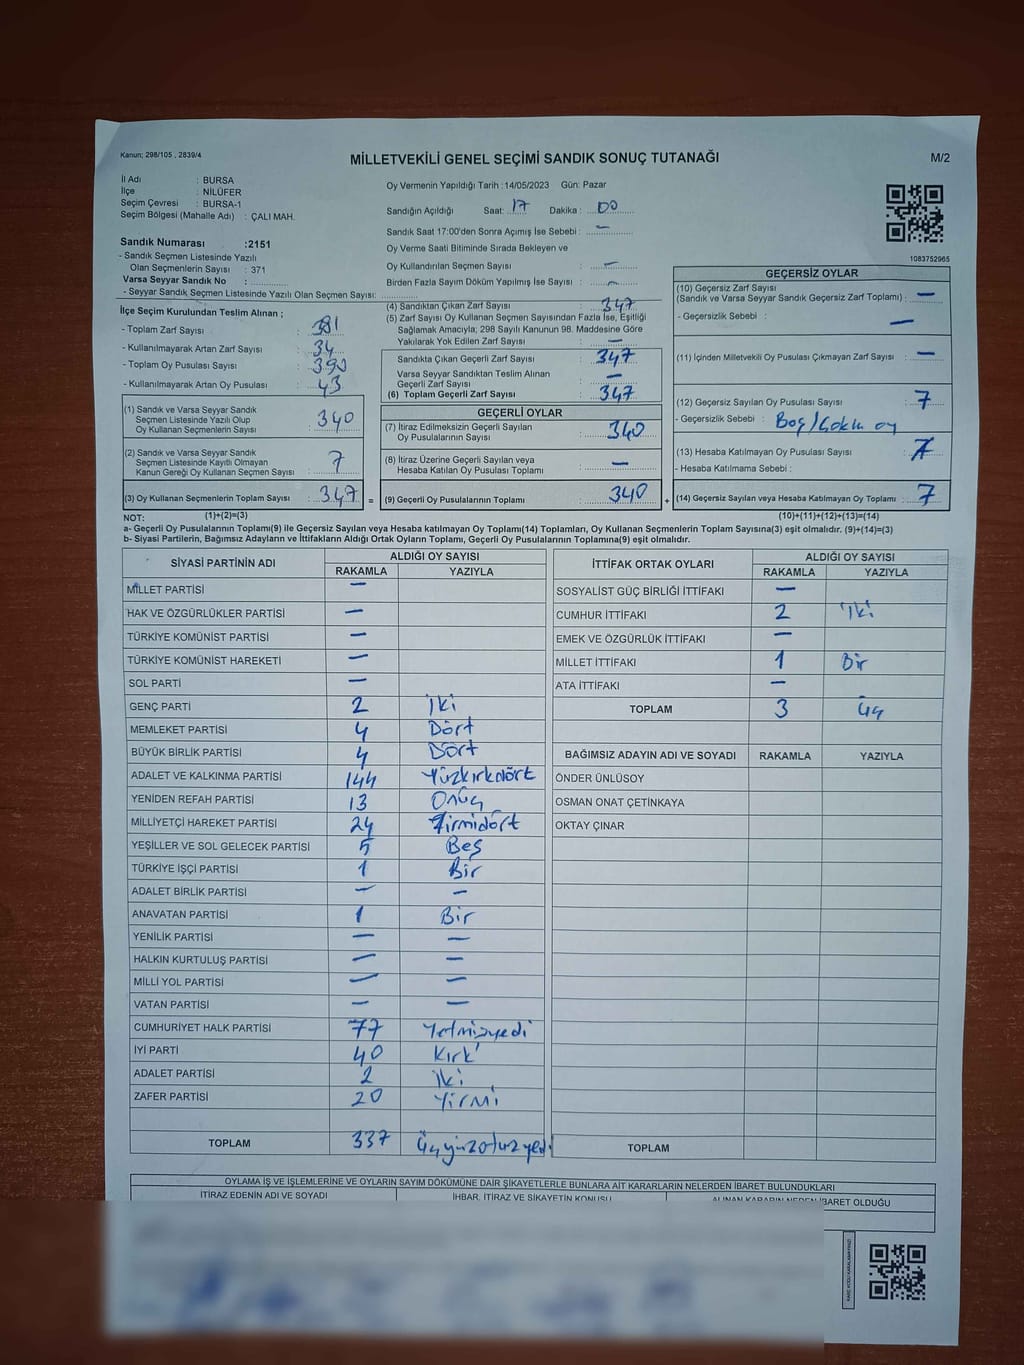 Kanun; 298/105 , 2839/4
MİLLETVEKİLİ GENEL SEÇİMİ SANDIK SONUÇ TUTANAĞI
M/2
İl Adı : BURSA
İlçe : NİLÜFER
Seçim Çevresi : BURSA-1
Seçim Bölgesi (Mahalle Adı) : ÇALI MAH.
Sandık Numarası :2151
- Sandık Seçmen Listesinde Yazılı
Olan Seçmenlerin Sayısı : 371
Varsa Seyyar Sandık No :
- Seyyar Sandık Seçmen Listesinde Yazılı Olan Seçmen Sayısı:
İlçe Seçim Kurulundan Teslim Alınan ;
- Toplam Zarf Sayısı : 381
- Kullanılmayarak Artan Zarf Sayısı : 34
- Toplam Oy Pusulası Sayısı : 390
- Kullanılmayarak Artan Oy Pusulası : 43
(1) Sandık ve Varsa Seyyar Sandık
Seçmen Listesinde Yazılı Olup
Oy Kullanan Seçmenlerin Sayısı : 340
(2) Sandık ve Varsa Seyyar Sandık
Seçmen Listesinde Kayıtlı Olmayan
Kanun Gereği Oy Kullanan Seçmen Sayısı : 7
(3) Oy Kullanan Seçmenlerin Toplam Sayısı : 347 =
Oy Vermenin Yapıldığı Tarih : 14/05/2023 Gün: Pazar
Sandığın Açıldığı Saat: 17 Dakika : 00
Sandık Saat 17:00'den Sonra Açımış İse Sebebi : —
Oy Verme Saati Bitiminde Sırada Bekleyen ve
Oy Kullandırılan Seçmen Sayısı : —
Birden Fazla Sayım Döküm Yapılmış İse Sayısı : —
(4) Sandıktan Çıkan Zarf Sayısı : 347
(5) Zarf Sayısı Oy Kullanan Seçmen Sayısından Fazla İse, Eşitliği
Sağlamak Amacıyla; 298 Sayılı Kanunun 98. Maddesine Göre
Yakılarak Yok Edilen Zarf Sayısı : —
Sandıkta Çıkan Geçerli Zarf Sayısı : 347
Varsa Seyyar Sandıktan Teslim Alınan
Geçerli Zarf Sayısı : —
(6) Toplam Geçerli Zarf Sayısı : 347
GEÇERLİ OYLAR
(7) İtiraz Edilmeksizin Geçerli Sayılan
Oy Pusulalarının Sayısı : 340
(8) İtiraz Üzerine Geçerli Sayılan veya
Hesaba Katılan Oy Pusulası Toplamı : —
(9) Geçerli Oy Pusulalarının Toplamı : 340 +
1083752965
GEÇERSİZ OYLAR
(10) Geçersiz Zarf Sayısı
(Sandık ve Varsa Seyyar Sandık Geçersiz Zarf Toplamı) : —
- Geçersizlik Sebebi : —
(11) İçinden Milletvekili Oy Pusulası Çıkmayan Zarf Sayısı : —
(12) Geçersiz Sayılan Oy Pusulası Sayısı : 7
- Geçersizlik Sebebi : Boş/ oy
(13) Hesaba Katılmayan Oy Pusulası Sayısı :
- Hesaba Katılmama Sebebi :
(14) Geçersiz Sayılan veya Hesaba Katılmayan Oy Toplamı : 7
NOT: (1)+(2)=(3) (10)+(11)+(12)+(13)=(14)
a- Geçerli Oy Pusulalarının Toplamı(9) ile Geçersiz Sayılan veya Hesaba katılmayan Oy Toplamı(14) Toplamları, Oy Kullanan Seçmenlerin Toplam Sayısına(3) eşit olmalıdır. (9)+(14)=(3)
b- Siyasi Partilerin, Bağımsız Adayların ve İttifakların Aldığı Ortak Oyların Toplamı, Geçerli Oy Pusulalarının Toplamına(9) eşit olmalıdır.
SİYASİ PARTİNİN ADI ALDIĞI OY SAYISI
RAKAMLA YAZIYLA
MİLLET PARTİSİ —
HAK VE ÖZGÜRLÜKLER PARTİSİ —
TÜRKİYE KOMÜNİST PARTİSİ —
TÜRKİYE KOMÜNİST HAREKETİ —
SOL PARTİ —
GENÇ PARTİ 2 İki
MEMLEKET PARTİSİ 4 Dört
BÜYÜK BİRLİK PARTİSİ 4 Dört
ADALET VE KALKINMA PARTİSİ 144 Yüzkırkdört
YENİDEN REFAH PARTİSİ 13 Onüç
MİLLİYETÇİ HAREKET PARTİSİ 24 Yirmidört
YEŞİLLER VE SOL GELECEK PARTİSİ 5 Beş
TÜRKİYE İŞÇİ PARTİSİ 1 Bir
ADALET BİRLİK PARTİSİ — —
ANAVATAN PARTİSİ 1 Bir
YENİLİK PARTİSİ — —
HALKIN KURTULUŞ PARTİSİ — —
MİLLİ YOL PARTİSİ — —
VATAN PARTİSİ — —
CUMHURİYET HALK PARTİSİ 77 Yetmişyedi
İYİ PARTİ 40 Kırk
ADALET PARTİSİ 2 İki
ZAFER PARTİSİ 20 Yirmi
TOPLAM 337 Üçyüzotuzyedi
İTTİFAK ORTAK OYLARI ALDIĞI OY SAYISI
RAKAMLA YAZIYLA
SOSYALİST GÜÇ BİRLİĞİ İTTİFAKI —
CUMHUR İTTİFAKI 2 İki
EMEK VE ÖZGÜRLÜK İTTİFAKI —
MİLLET İTTİFAKI 1 Bir
ATA İTTİFAKI —
TOPLAM 3 Üç
BAĞIMSIZ ADAYIN ADI VE SOYADI RAKAMLA YAZIYLA
ÖNDER ÜNLÜSOY
OSMAN ONAT ÇETİNKAYA
OKTAY ÇINAR
TOPLAM
OYLAMA İŞ VE İŞLEMLERİNE VE OYLARIN SAYIM DÖKÜMÜNE DAİR ŞİKAYETLERLE BUNLARA AİT KARARLARIN NELERDEN İBARET BULUNDUKLARI
İTİRAZ EDENİN ADI VE SOYADI İHBAR, İTİRAZ VE ŞİKAYETİN KONUSU ALINAN KARARIN NEDEN İBARET OLDUĞU